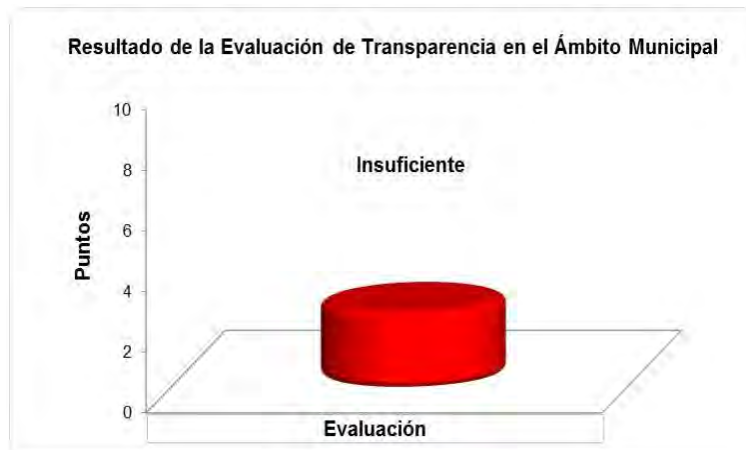 Resultado de la Evaluación de Transparencia en el Ámbito Municipal
10
8
6
4
2
0
Puntos
Insuficiente
Evaluación